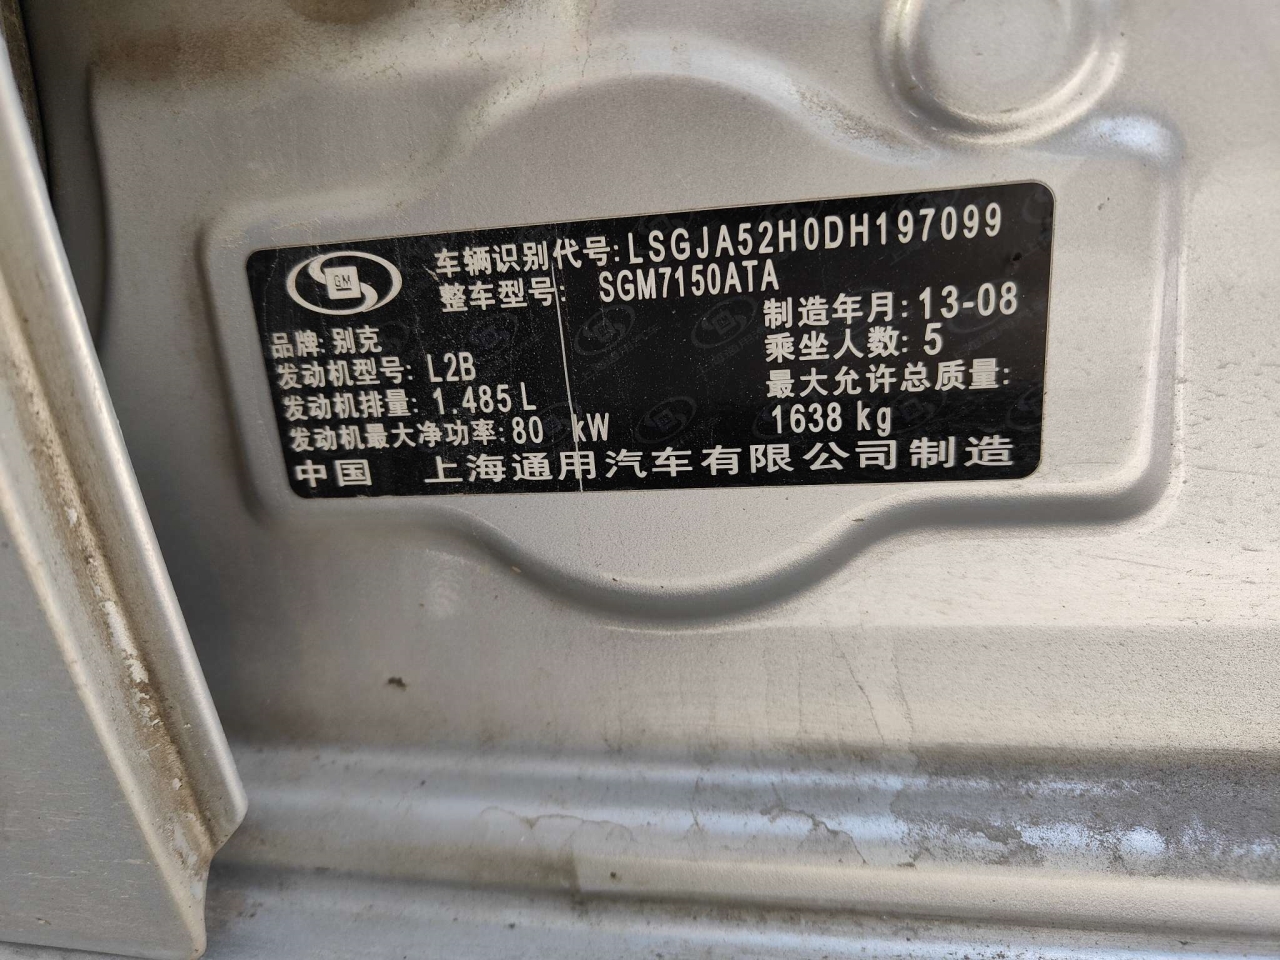 GM
车辆识别代号:LSGJA52H0DH197099
整车型号: SGM7150ATA
品牌:别克
制造年月:13-08
发动机型号: L2B
乘坐人数: 5
发动机排量: 1.485 L
最大允许总质量:
发动机最大净功率:80 kW
1638 kg
中国 上海通用汽车有限公司制造